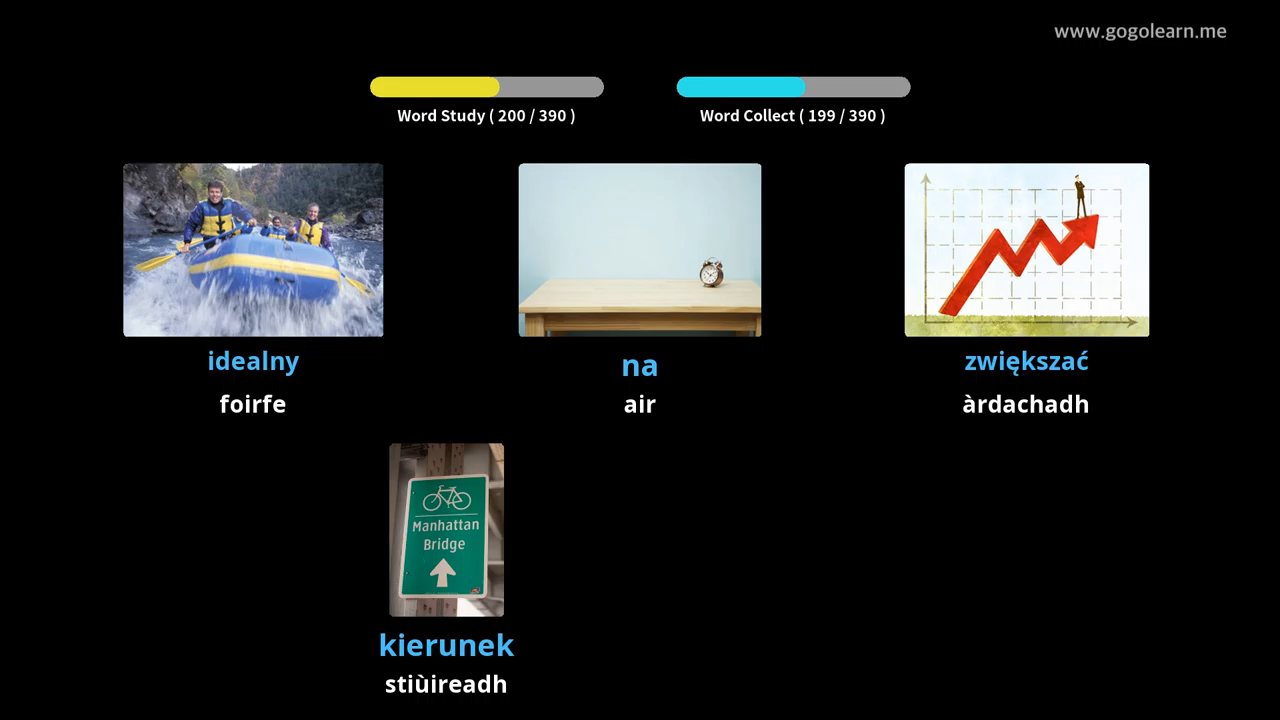 www.gogolearn.me
Word Study ( 200 / 390 )
Word Collect ( 199 / 390 )
idealny
foirfe
na
air
zwiększać
àrdachadh
Manhattan
Bridge
kierunek
stiùireadh